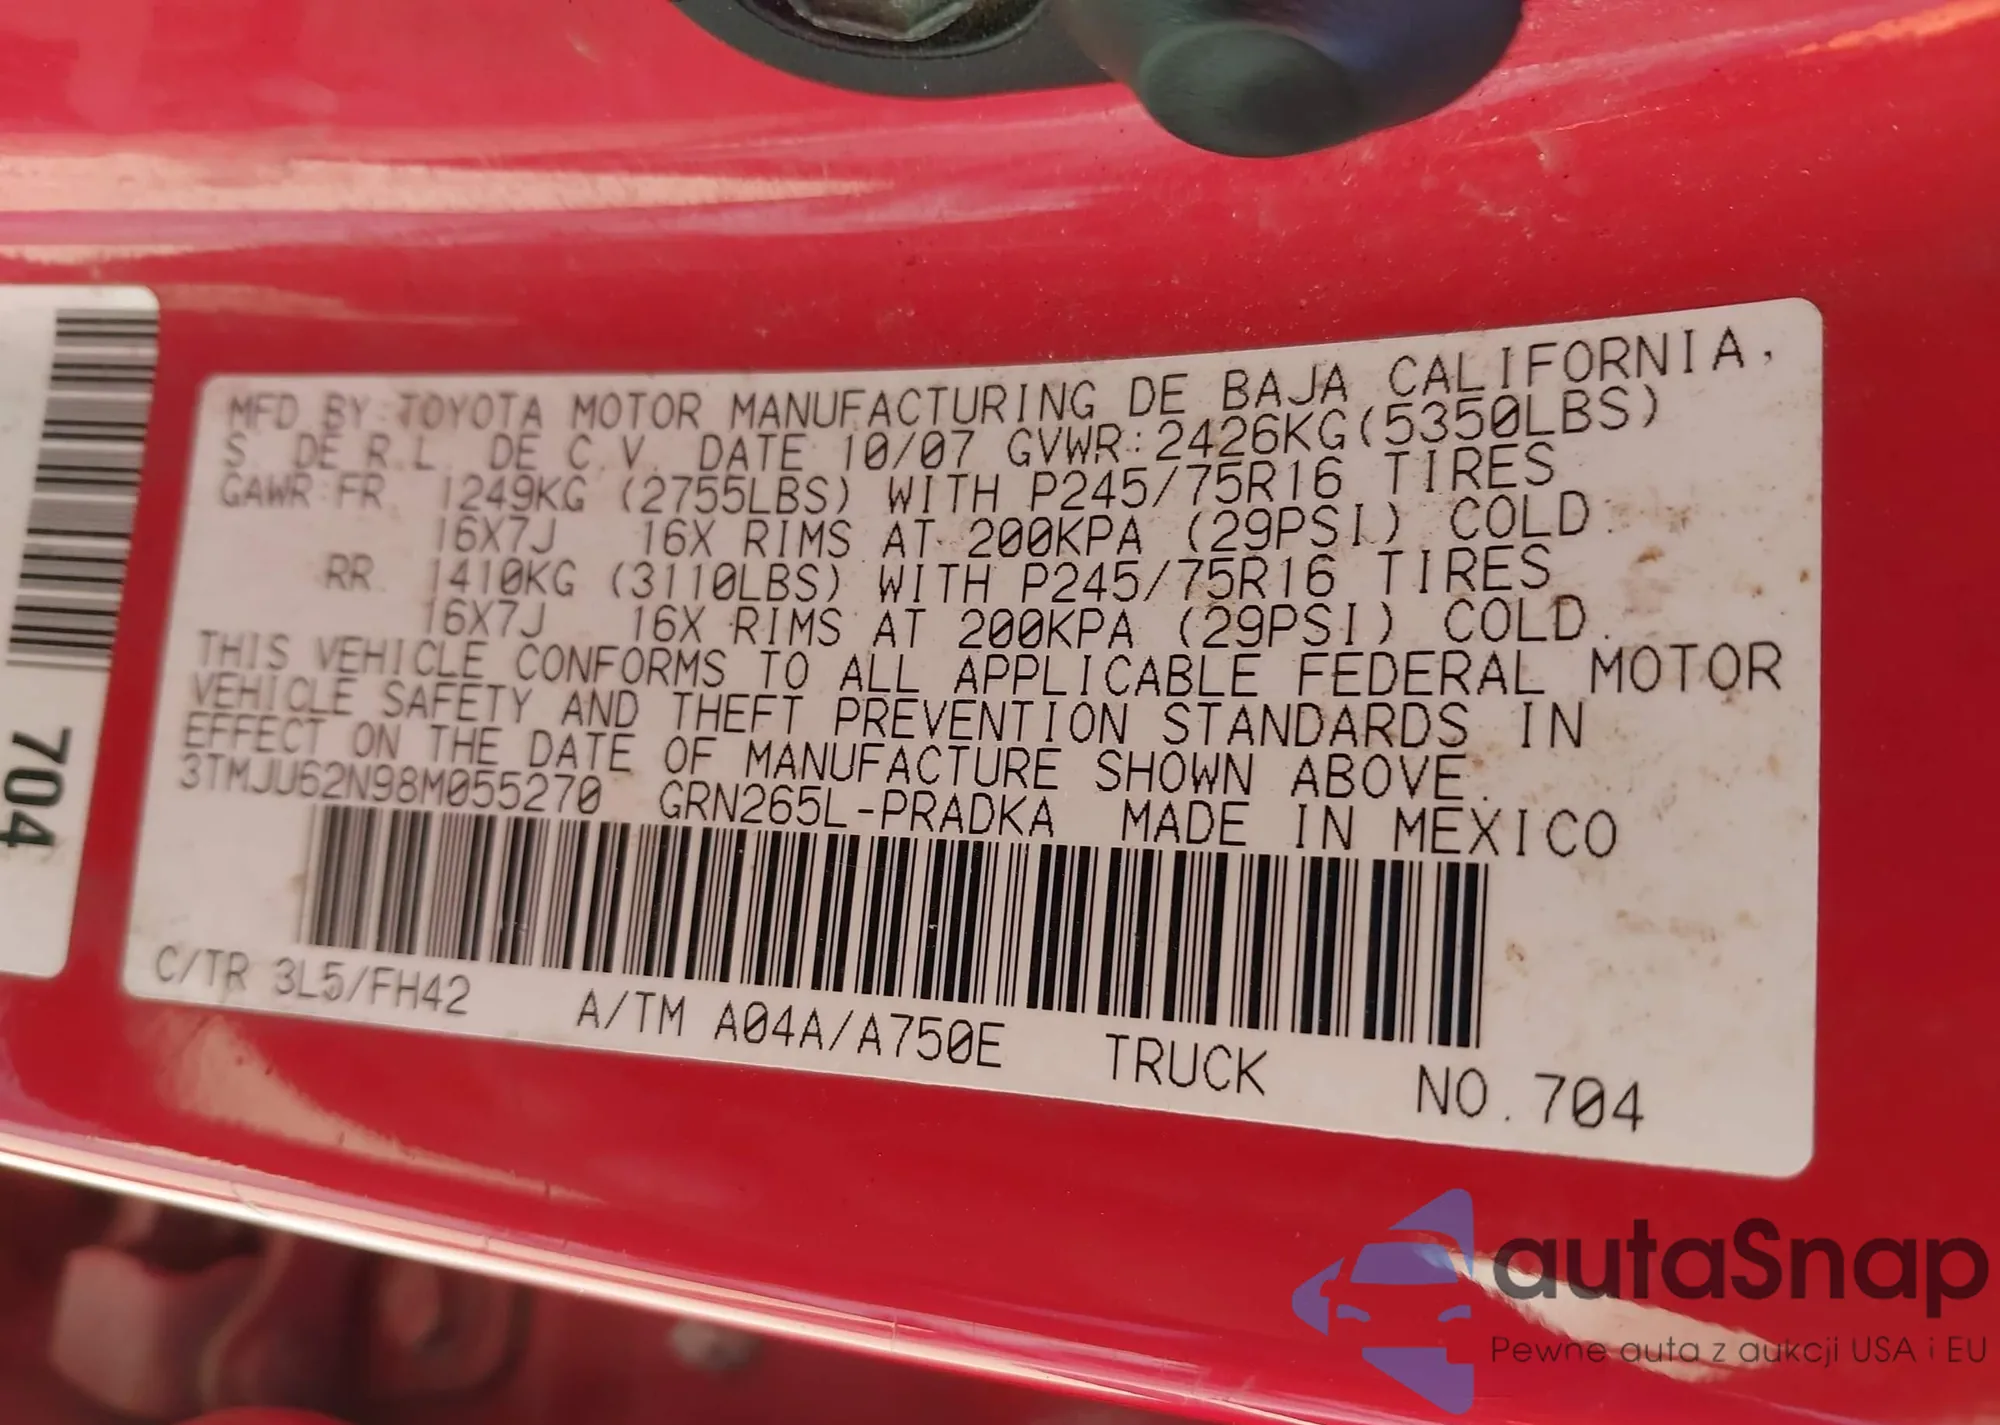 MFD BY:TOYOTA MOTOR MANUFACTURING DE BAJA CALIFORNIA,
S. DE R.L. DE C.V. DATE 10/07 GVWR:2426KG(5350LBS)
GAWR:FR 1249KG (2755LBS) WITH P245/75R16 TIRES
16X7J 16X RIMS AT 200KPA (29PSI) COLD.
RR 1410KG (3110LBS) WITH P245/75R16 TIRES
16X7J 16X RIMS AT 200KPA (29PSI) COLD.
THIS VEHICLE CONFORMS TO ALL APPLICABLE FEDERAL MOTOR
VEHICLE SAFETY AND THEFT PREVENTION STANDARDS IN
EFFECT ON THE DATE OF MANUFACTURE SHOWN ABOVE.
3TMJU62N98M055270 GRN265L-PRADKA MADE IN MEXICO
C/TR 3L5/FH42 A/TM A04A/A750E TRUCK NO.704
704
autaSnap
Pewne auta z aukcji USA i EU